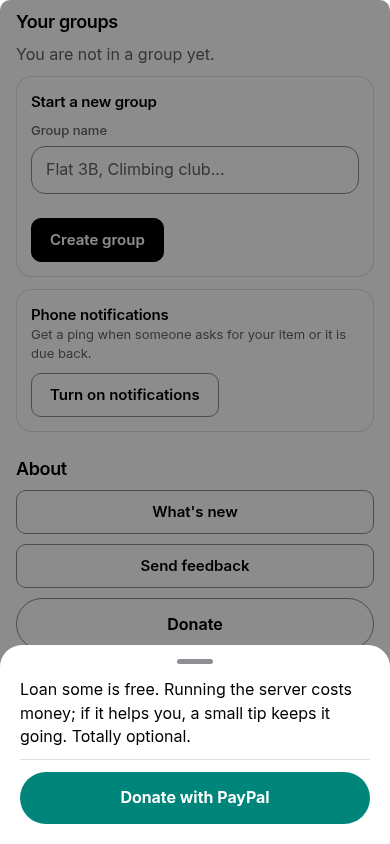 Your groups
You are not in a group yet.
Start a new group
Group name
Flat 3B, Climbing club...
Create group
Phone notifications
Get a ping when someone asks for your item or it is
due back.
Turn on notifications
About
What's new
Send feedback
Donate
Loan some is free. Running the server costs
money; if it helps you, a small tip keeps it
going. Totally optional.
Donate with PayPal